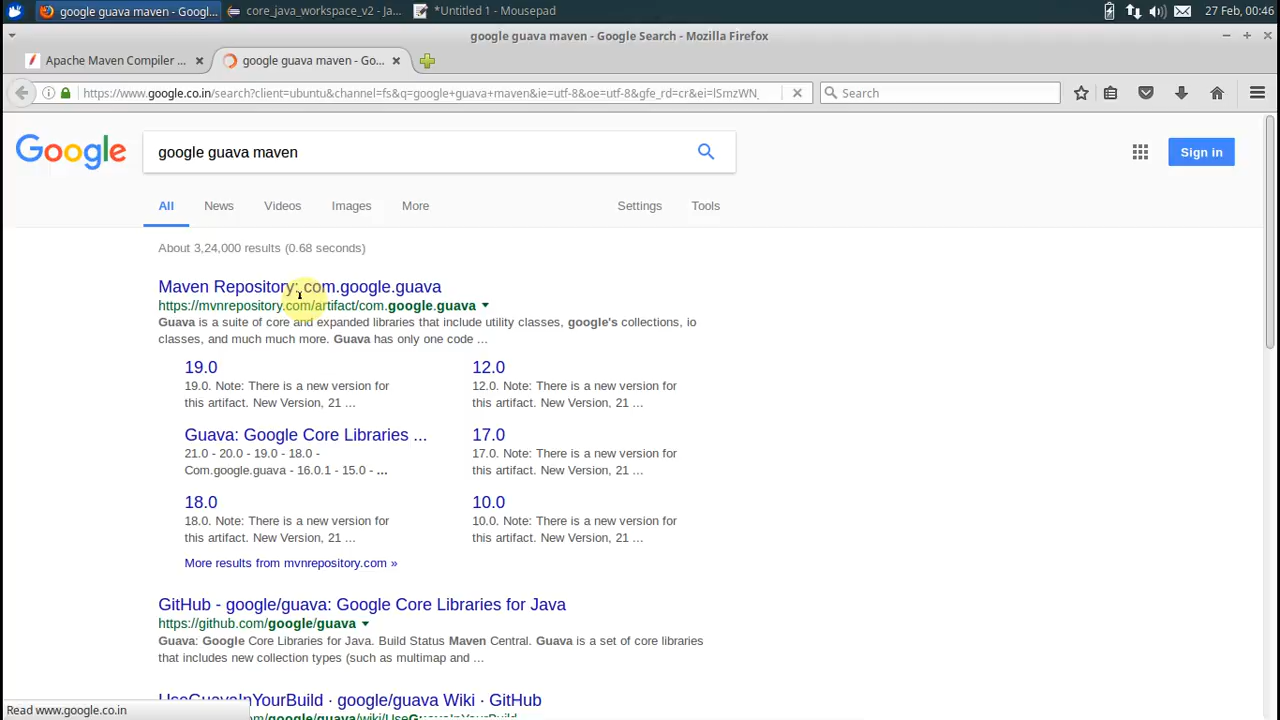 google guava maven - Googl...
core_java_workspace_v2 - Ja...
*Untitled 1 - Mousepad
27 Feb, 00:46
google guava maven - Google Search - Mozilla Firefox
Apache Maven Compiler ...
google guava maven - Go...
https://www.google.co.in/search?client=ubuntu&channel=fs&q=google+guava+maven&ie=utf-8&oe=utf-8&gfe_rd=cr&ei=
Search
Google
google guava maven
Sign in
All News Videos Images More Settings Tools
About 3,24,000 results (0.68 seconds)
Maven Repository: com.google.guava
https://mvnrepository.com/artifact/com.google.guava
Guava is a suite of core and expanded libraries that include utility classes, google's collections, io
classes, and much much more. Guava has only one code ...
19.0
19.0. Note: There is a new version for
this artifact. New Version, 21 ...
12.0
12.0. Note: There is a new version for
this artifact. New Version, 21 ...
Guava: Google Core Libraries ...
21.0 - 20.0 - 19.0 - 18.0 -
Com.google.guava - 16.0.1 - 15.0 - ...
17.0
17.0. Note: There is a new version for
this artifact. New Version, 21 ...
18.0
18.0. Note: There is a new version for
this artifact. New Version, 21 ...
10.0
10.0. Note: There is a new version for
this artifact. New Version, 21 ...
More results from mvnrepository.com »
GitHub - google/guava: Google Core Libraries for Java
https://github.com/google/guava
Guava: Google Core Libraries for Java. Build Status Maven Central. Guava is a set of core libraries
that includes new collection types (such as multimap and ...
UseGuavaInYourBuild · google/guava Wiki · GitHub
Read www.google.co.in